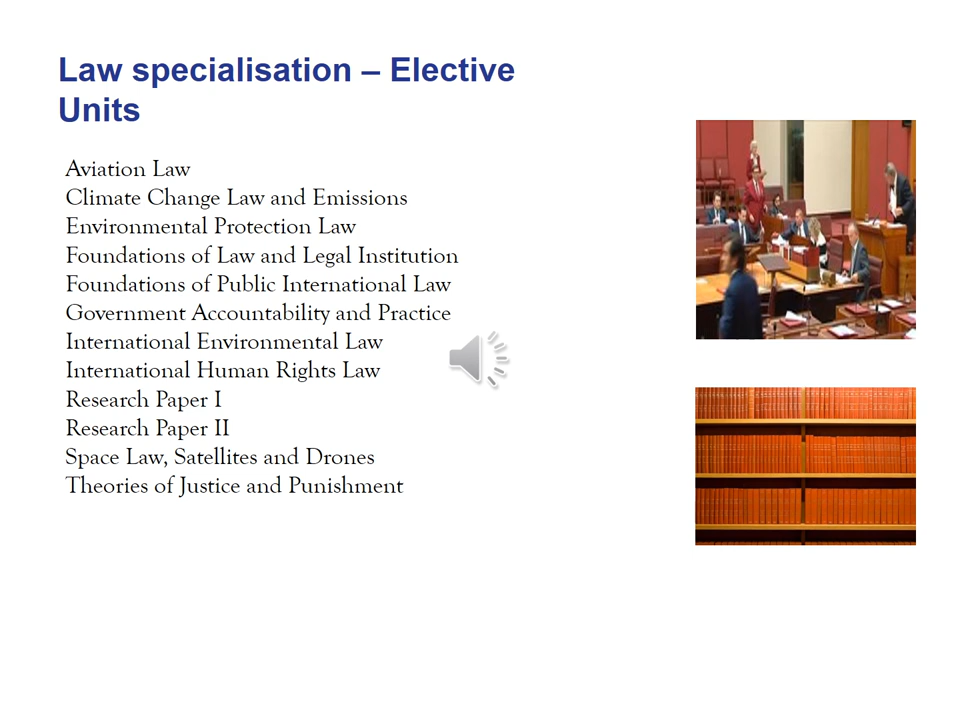 Law specialisation – Elective
Units
Aviation Law
Climate Change Law and Emissions
Environmental Protection Law
Foundations of Law and Legal Institution
Foundations of Public International Law
Government Accountability and Practice
International Environmental Law
International Human Rights Law
Research Paper I
Research Paper II
Space Law, Satellites and Drones
Theories of Justice and Punishment